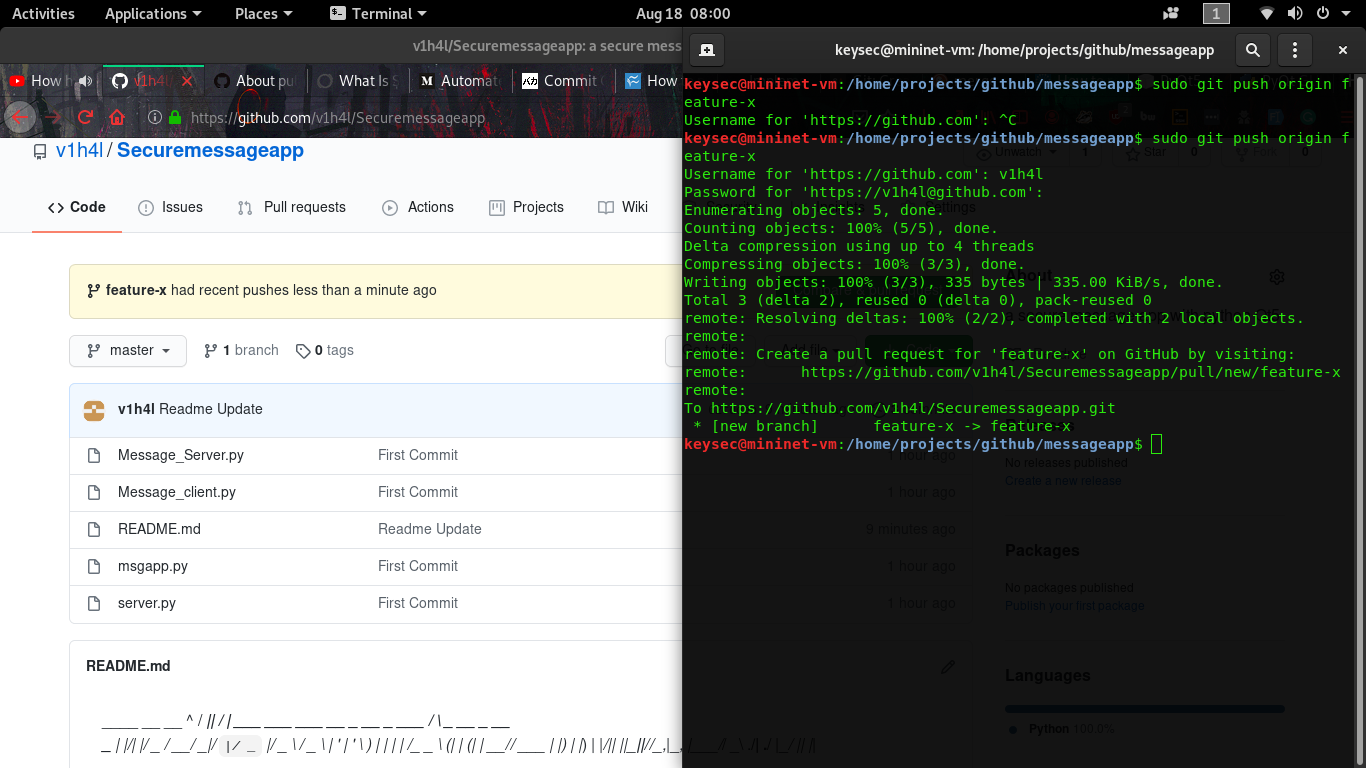 Activities Applications Places Terminal Aug 18 08:00 1
v1h4l/Securemessageapp: a secure mess
keysec@mininet-vm: /home/projects/github/messageapp
How h v1h4l/ About pu What Is S Automat Commit How
https://github.com/v1h4l/Securemessageapp
v1h4l / Securemessageapp
Unwatch 1 Star 0 Fork 0
Code Issues Pull requests Actions Projects Wiki
feature-x had recent pushes less than a minute ago
master 1 branch 0 tags
v1h4l Readme Update
Message_Server.py First Commit 1 hour ago
Message_client.py First Commit 1 hour ago
README.md Readme Update 9 minutes ago
msgapp.py First Commit 1 hour ago
server.py First Commit 1 hour ago
README.md
keysec@mininet-vm:/home/projects/github/messageapp$ sudo git push origin f
eature-x
Username for 'https://github.com': ^C
keysec@mininet-vm:/home/projects/github/messageapp$ sudo git push origin f
eature-x
Username for 'https://github.com': v1h4l
Password for 'https://v1h4l@github.com':
Enumerating objects: 5, done.
Counting objects: 100% (5/5), done.
Delta compression using up to 4 threads
Compressing objects: 100% (3/3), done.
Writing objects: 100% (3/3), 335 bytes | 335.00 KiB/s, done.
Total 3 (delta 2), reused 0 (delta 0), pack-reused 0
remote: Resolving deltas: 100% (2/2), completed with 2 local objects.
remote:
remote: Create a pull request for 'feature-x' on GitHub by visiting:
remote:      https://github.com/v1h4l/Securemessageapp/pull/new/feature-x
remote:
To https://github.com/v1h4l/Securemessageapp.git
 * [new branch]      feature-x -> feature-x
keysec@mininet-vm:/home/projects/github/messageapp$
No releases published
Create a new release
Packages
No packages published
Publish your first package
Languages
Python 100.0%